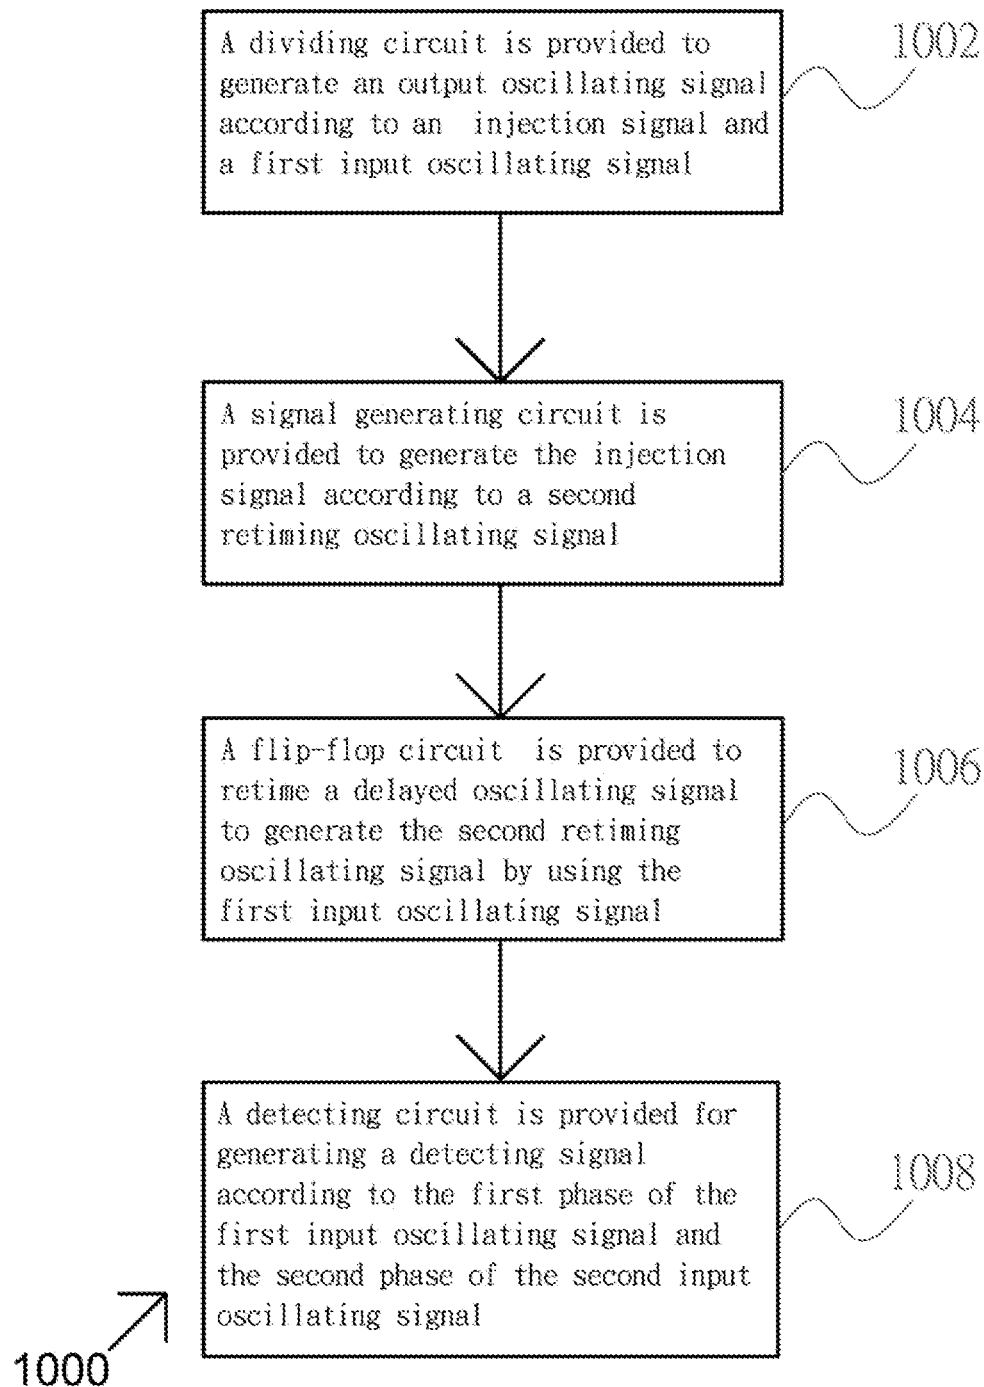 A dividing circuit is provided to
generate an output oscillating signal
according to an injection signal and
a first input oscillating signal
1002
A signal generating circuit is
provided to generate the injection
signal according to a second
retiming oscillating signal
1004
A flip-flop circuit is provided to
retime a delayed oscillating signal
to generate the second retiming
oscillating signal by using the
first input oscillating signal
1006
A detecting circuit is provided for
generating a detecting signal
according to the first phase of the
first input oscillating signal and
the second phase of the second input
oscillating signal
1008
1000